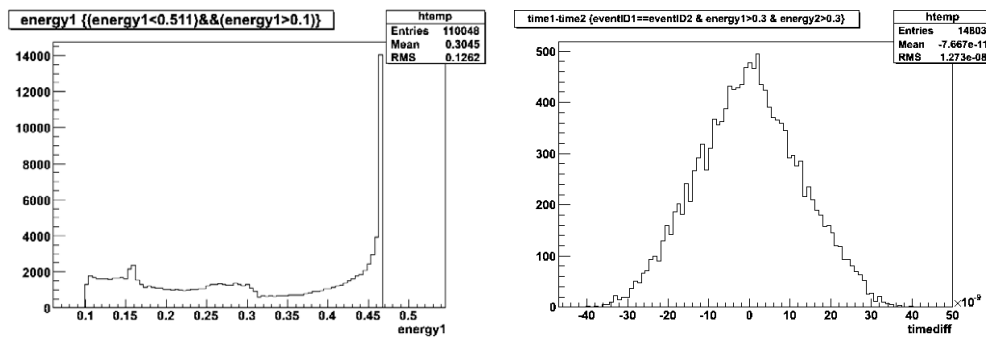 energy1 {(energy1<0.511)&&(energy1>0.1)}
htemp
Entries 110048
Mean 0.3045
RMS 0.1262
14000
12000
10000
8000
6000
4000
2000
0
0.1 0.15 0.2 0.25 0.3 0.35 0.4 0.45 0.5
energy1
time1-time2 {eventID1==eventID2 & energy1>0.3 & energy2>0.3}
htemp
Entries 14803
Mean -7.667e-11
RMS 1.273e-08
500
400
300
200
100
0
-40 -30 -20 -10 0 10 20 30 40 50
×10⁻⁹
timediff